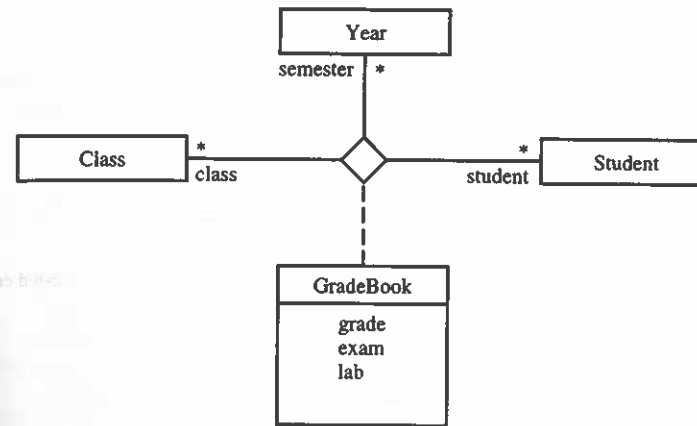 Year
semester *
* *
Class Student
class student
GradeBook
grade
exam
lab